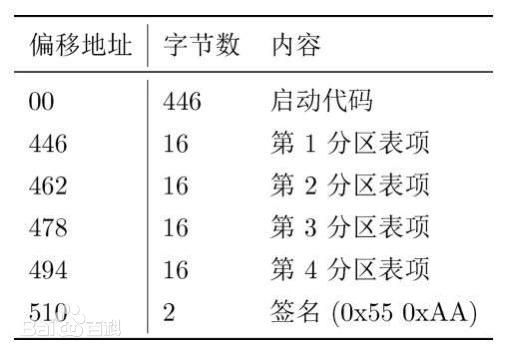 偏移地址 字节数 内容
00 446 启动代码
446 16 第 1 分区表项
462 16 第 2 分区表项
478 16 第 3 分区表项
494 16 第 4 分区表项
510 2 签名 (0x55 0xAA)
Bai百科